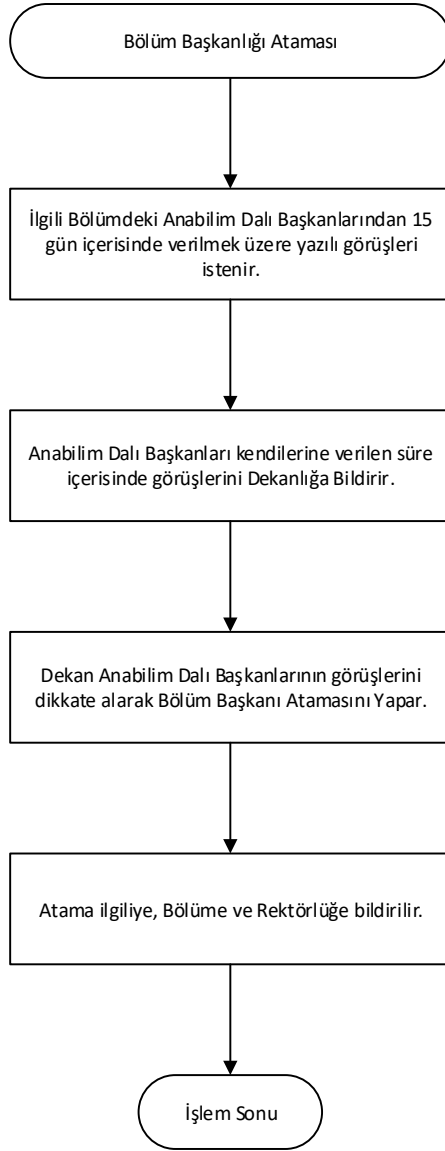 Bölüm Başkanlığı Ataması
İlgili Bölümdeki Anabilim Dalı Başkanlarından 15
gün içerisinde verilmek üzere yazılı görüşleri
istenir.
Anabilim Dalı Başkanları kendilerine verilen süre
içerisinde görüşlerini Dekanlığa Bildirir.
Dekan Anabilim Dalı Başkanlarının görüşlerini
dikkate alarak Bölüm Başkanı Atamasını Yapar.
Atama ilgiliye, Bölüme ve Rektörlüğe bildirilir.
İşlem Sonu